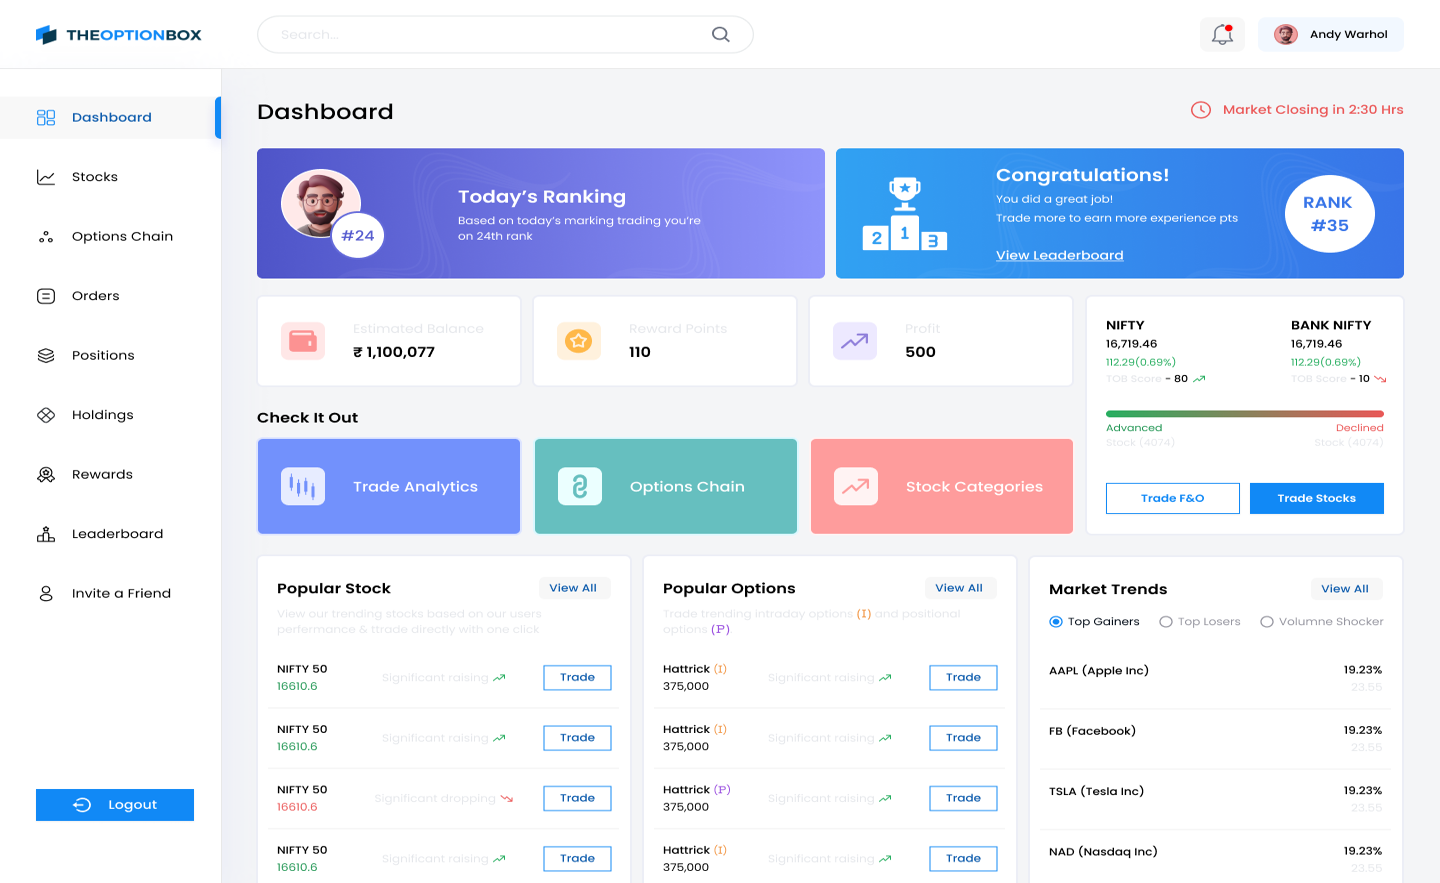 THEOPTIONBOX
Search...
Andy Warhol
Dashboard
Stocks
Options Chain
Orders
Positions
Holdings
Rewards
Leaderboard
Invite a Friend
Logout
Dashboard
Market Closing in 2:30 Hrs
#24
Today’s Ranking
Based on today’s marking trading you’re
on 24th rank
2 1 3
Congratulations!
You did a great job!
Trade more to earn more experience pts
View Leaderboard
RANK
#35
Estimated Balance
₹ 1,100,077
Reward Points
110
Profit
500
NIFTY
16,719.46
112.29(0.69%)
TOB Score - 80
BANK NIFTY
16,719.46
112.29(0.69%)
TOB Score - 10
Advanced
Stock (4074)
Declined
Stock (4074)
Trade F&O
Trade Stocks
Check It Out
Trade Analytics
Options Chain
Stock Categories
Popular Stock
View All
View our trending stocks based on our users
performance & ttrade directly with one click
NIFTY 50
16610.6
Significant raising
Trade
NIFTY 50
16610.6
Significant raising
Trade
NIFTY 50
16610.6
Significant dropping
Trade
NIFTY 50
16610.6
Significant raising
Trade
Popular Options
View All
Trade trending Intraday options (I) and positional
options (P)
Hattrick (I)
375,000
Significant raising
Trade
Hattrick (I)
375,000
Significant raising
Trade
Hattrick (P)
375,000
Significant raising
Trade
Hattrick (I)
375,000
Significant raising
Trade
Market Trends
View All
Top Gainers
Top Losers
Volumne Shocker
AAPL (Apple Inc)
19.23%
23.55
FB (Facebook)
19.23%
23.55
TSLA (Tesla Inc)
19.23%
23.55
NAD (Nasdaq Inc)
19.23%
23.55